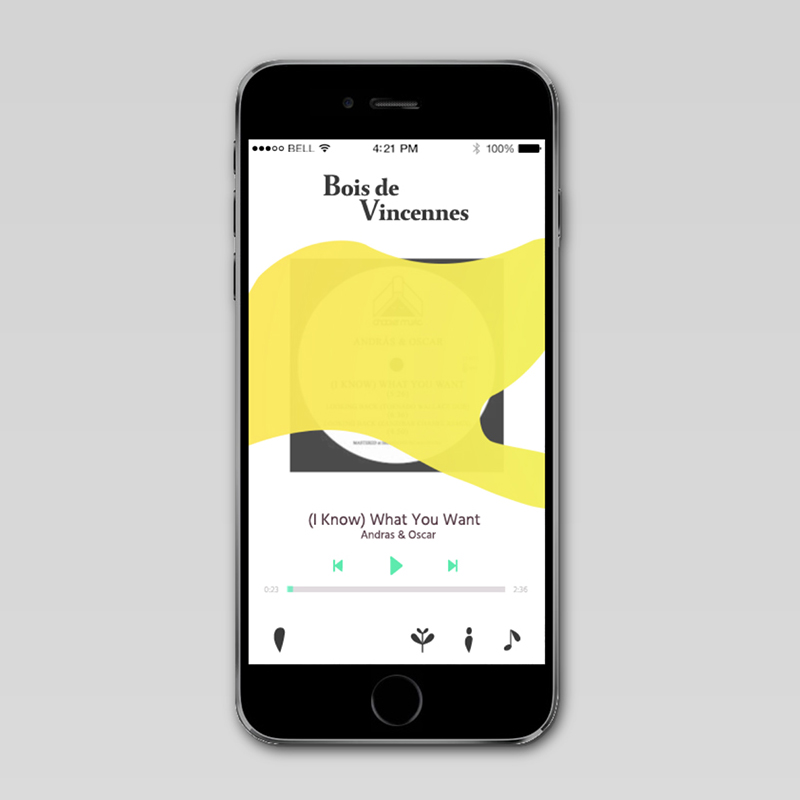 BELL
4:21 PM
100%
Bois de
Vincennes
ANDRAS & OSCAR
(I KNOW) WHAT YOU WANT
(I Know) What You Want
Andras & Oscar
0:23
2:36